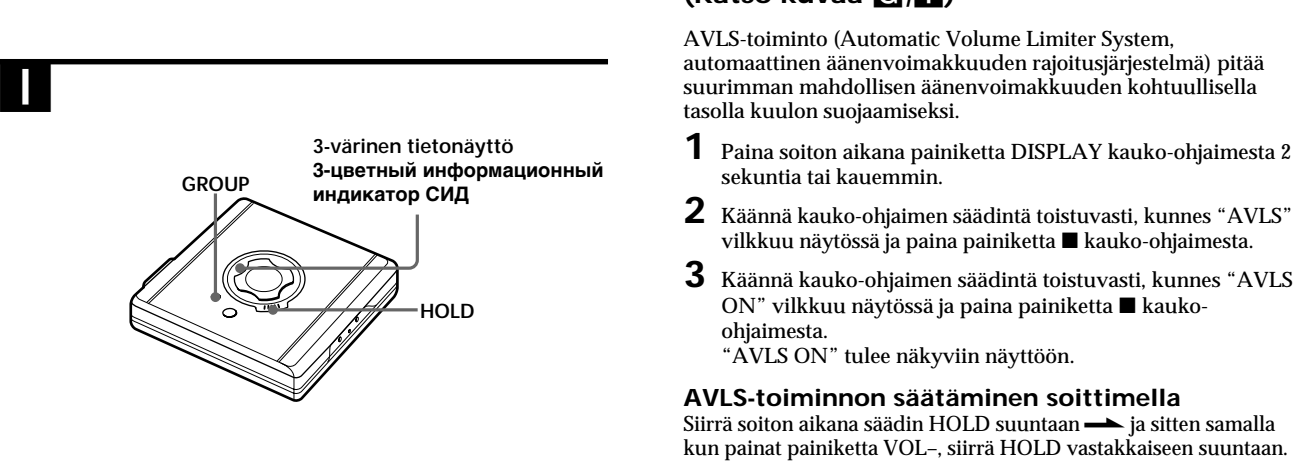 I
3-värinen tietonäyttö
3-цветный информационный
индикатор СИД
GROUP
HOLD
(Katso kuvaa G/I)
AVLS-toiminto (Automatic Volume Limiter System,
automaattinen äänenvoimakkuuden rajoitusjärjestelmä) pitää
suurimman mahdollisen äänenvoimakkuuden kohtuullisella
tasolla kuulon suojaamiseksi.
1 Paina soiton aikana painiketta DISPLAY kauko-ohjaimesta 2
sekuntia tai kauemmin.
2 Käännä kauko-ohjaimen säädintä toistuvasti, kunnes “AVLS”
vilkkuu näytössä ja paina painiketta ■ kauko-ohjaimesta.
3 Käännä kauko-ohjaimen säädintä toistuvasti, kunnes “AVLS
ON” vilkkuu näytössä ja paina painiketta ■ kauko-
ohjaimesta.
“AVLS ON” tulee näkyviin näyttöön.
AVLS-toiminnon säätäminen soittimella
Siirrä soiton aikana säädin HOLD suuntaan ➞ ja sitten samalla
kun painat painiketta VOL–, siirrä HOLD vastakkaiseen suuntaan.